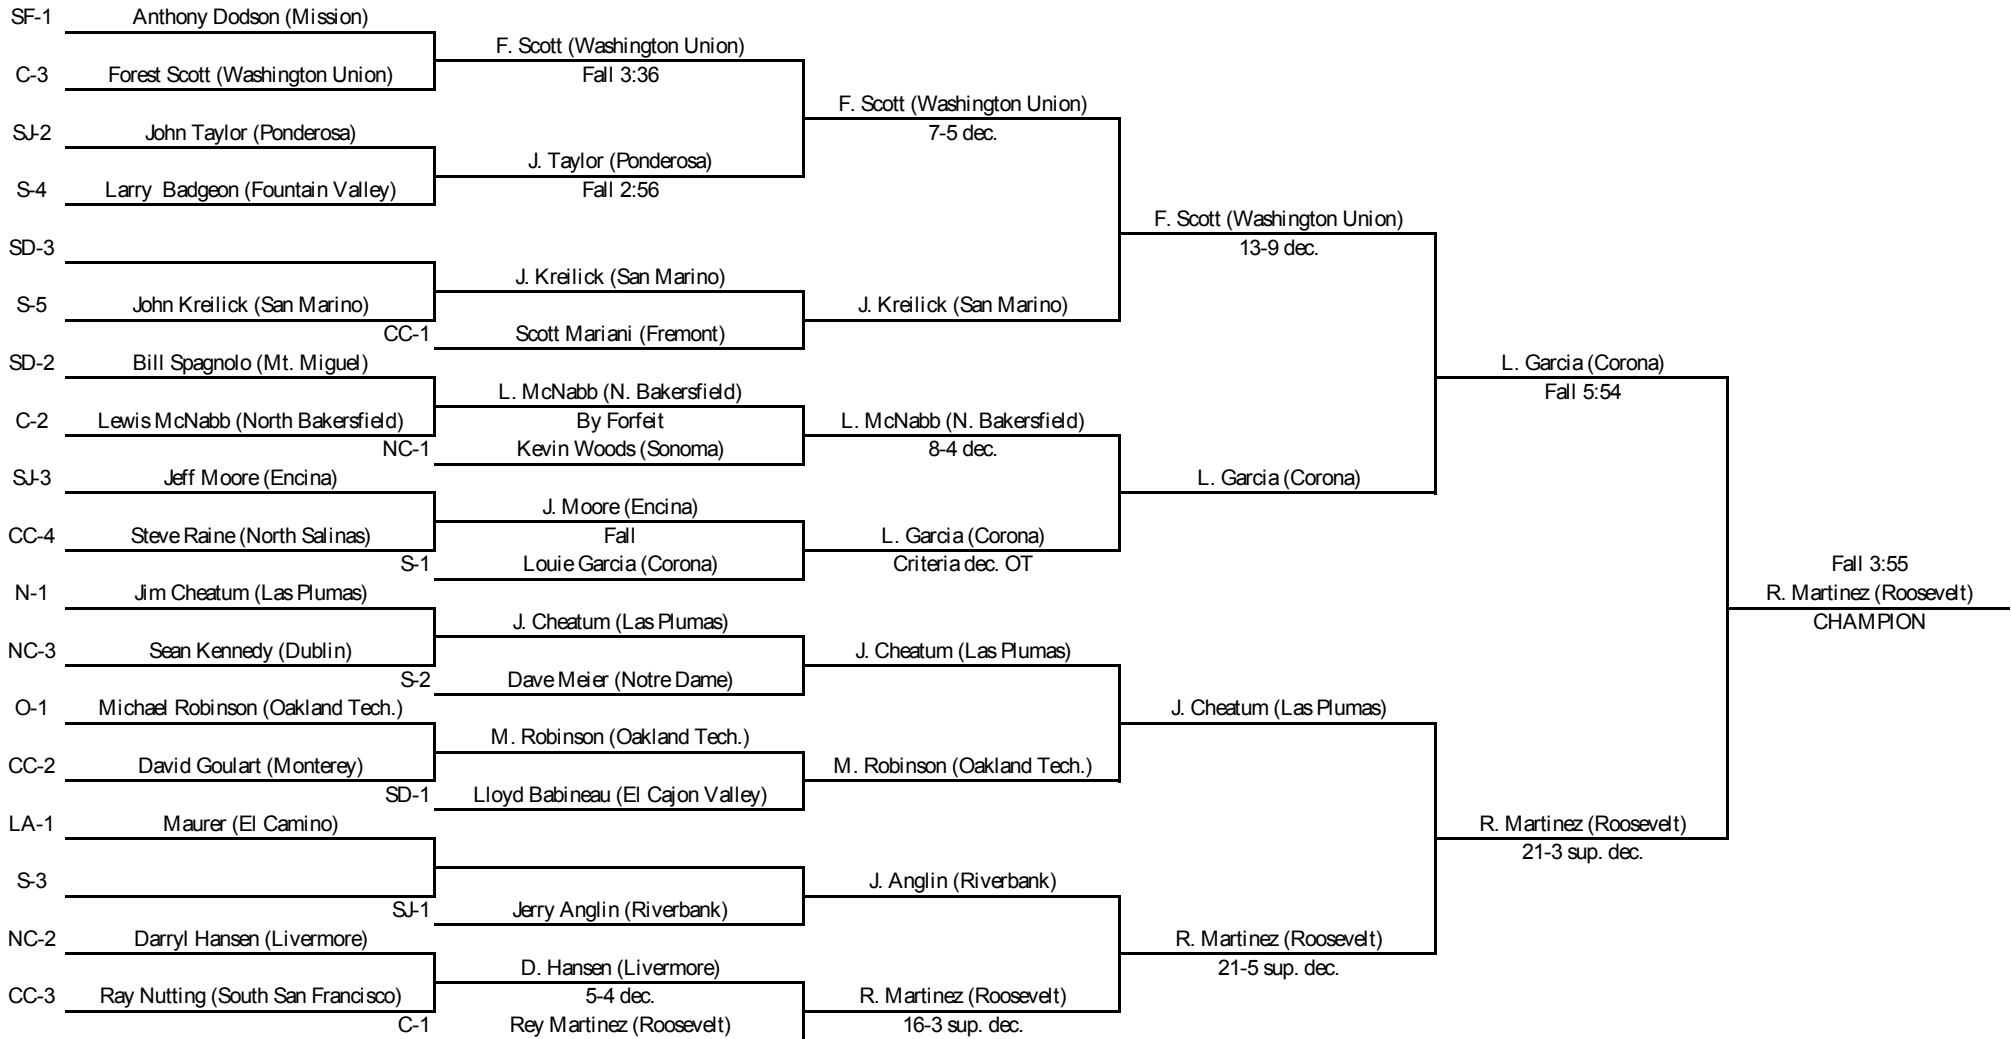 SF-1 Anthony Dodson (Mission)
F. Scott (Washington Union)
C-3 Forest Scott (Washington Union) Fall 3:36
F. Scott (Washington Union)
SJ-2 John Taylor (Ponderosa) 7-5 dec.
J. Taylor (Ponderosa)
S-4 Larry Badgeon (Fountain Valley) Fall 2:56
F. Scott (Washington Union)
SD-3 13-9 dec.
J. Kreilick (San Marino)
S-5 John Kreilick (San Marino) J. Kreilick (San Marino)
CC-1 Scott Mariani (Fremont)
SD-2 Bill Spagnolo (Mt. Miguel) L. Garcia (Corona)
L. McNabb (N. Bakersfield) Fall 5:54
C-2 Lewis McNabb (North Bakersfield) By Forfeit L. McNabb (N. Bakersfield)
NC-1 Kevin Woods (Sonoma) 8-4 dec.
SJ-3 Jeff Moore (Encina) L. Garcia (Corona)
J. Moore (Encina)
CC-4 Steve Raine (North Salinas) Fall L. Garcia (Corona)
S-1 Louie Garcia (Corona) Criteria dec. OT Fall 3:55
N-1 Jim Cheatum (Las Plumas) R. Martinez (Roosevelt)
J. Cheatum (Las Plumas) CHAMPION
NC-3 Sean Kennedy (Dublin) J. Cheatum (Las Plumas)
S-2 Dave Meier (Notre Dame)
O-1 Michael Robinson (Oakland Tech.) J. Cheatum (Las Plumas)
M. Robinson (Oakland Tech.)
CC-2 David Goulart (Monterey) M. Robinson (Oakland Tech.)
SD-1 Lloyd Babineau (El Cajon Valley)
LA-1 Maurer (El Camino) R. Martinez (Roosevelt)
21-3 sup. dec.
S-3 J. Anglin (Riverbank)
SJ-1 Jerry Anglin (Riverbank)
NC-2 Darryl Hansen (Livermore) R. Martinez (Roosevelt)
D. Hansen (Livermore) 21-5 sup. dec.
CC-3 Ray Nutting (South San Francisco) 5-4 dec. R. Martinez (Roosevelt)
C-1 Rey Martinez (Roosevelt) 16-3 sup. dec.